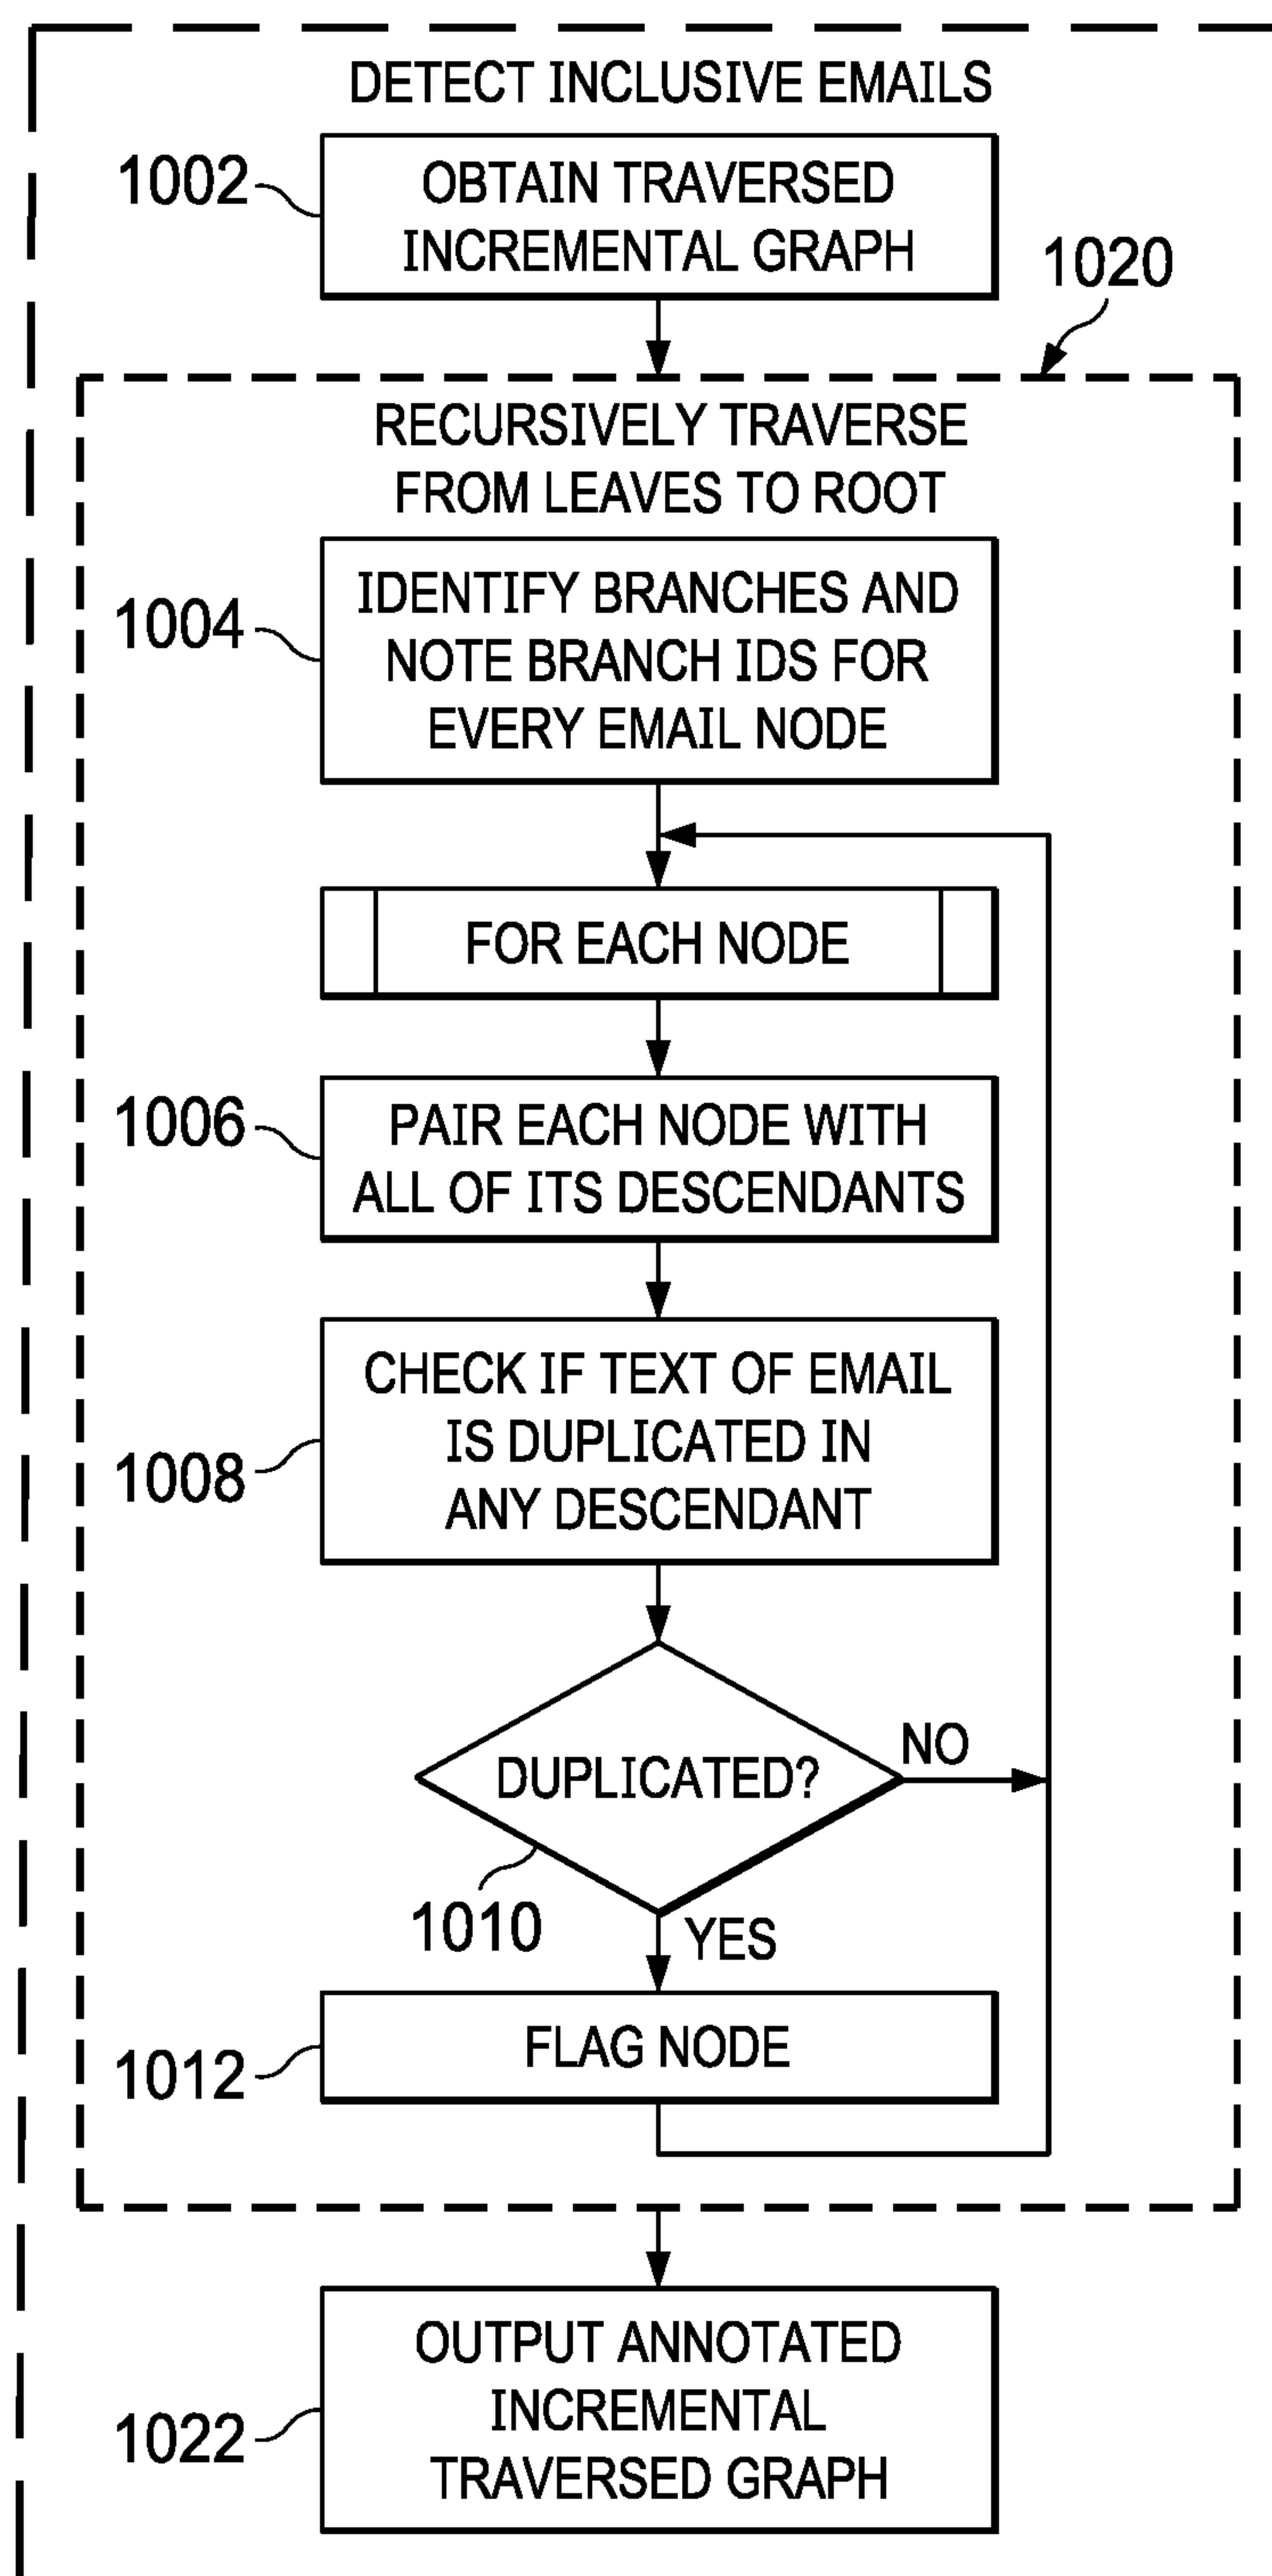 DETECT INCLUSIVE EMAILS
1002
OBTAIN TRAVERSED
INCREMENTAL GRAPH
1020
RECURSIVELY TRAVERSE
FROM LEAVES TO ROOT
1004
IDENTIFY BRANCHES AND
NOTE BRANCH IDS FOR
EVERY EMAIL NODE
FOR EACH NODE
1006
PAIR EACH NODE WITH
ALL OF ITS DESCENDANTS
1008
CHECK IF TEXT OF EMAIL
IS DUPLICATED IN
ANY DESCENDANT
DUPLICATED?
NO
1010
YES
1012
FLAG NODE
1022
OUTPUT ANNOTATED
INCREMENTAL
TRAVERSED GRAPH